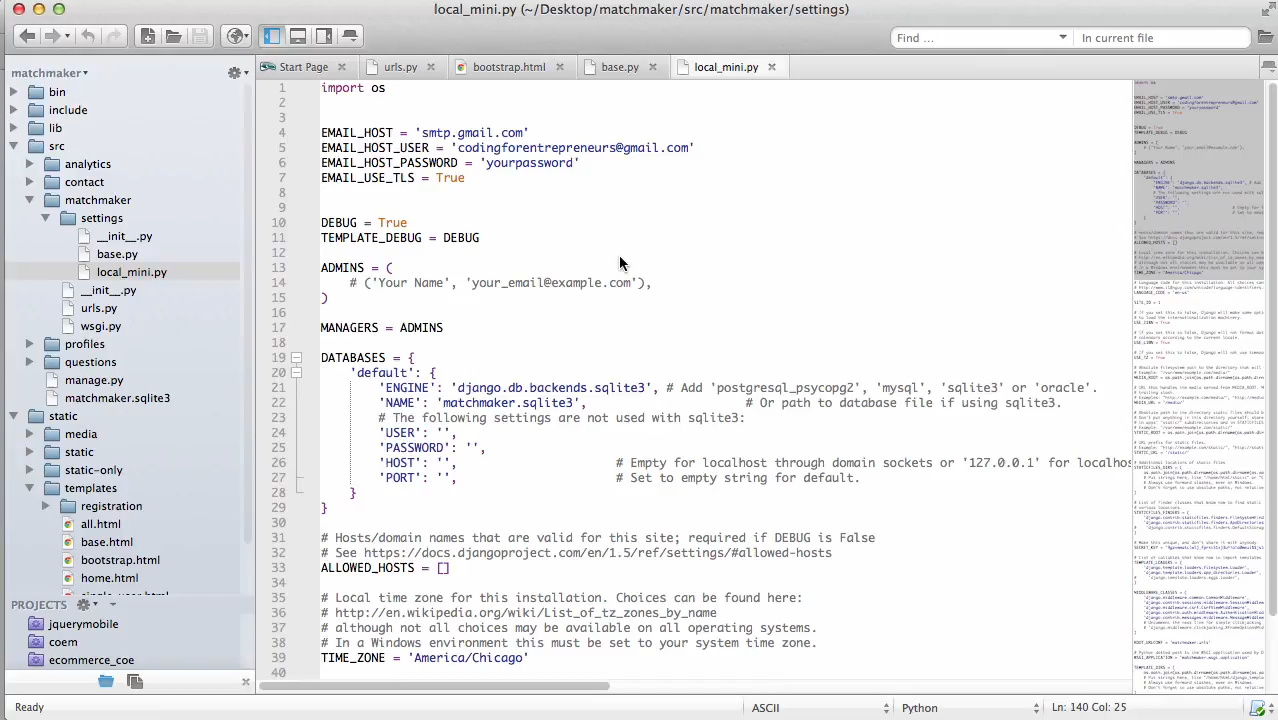 local_mini.py (~/Desktop/matchmaker/src/matchmaker/settings)
Find ...
In current file
matchmaker
Start Page
urls.py
bootstrap.html
base.py
local_mini.py
bin
include
lib
src
analytics
contact
settings
__init__.py
base.py
local_mini.py
profiles
manage.py
matchmaker.sqlite3
static
media
static-only
templates
registration
all.html
base.html
bootstrap.html
home.html
PROJECTS
jquerymobile
ecommerce_coe
1 import os
2
3
4 EMAIL_HOST = 'smtp.gmail.com'
5 EMAIL_HOST_USER = 'codingforentrepreneurs@gmail.com'
6 EMAIL_HOST_PASSWORD = 'yourpassword'
7 EMAIL_USE_TLS = True
8
9
10 DEBUG = True
11 TEMPLATE_DEBUG = DEBUG
12
13 ADMINS = (
14 # ('Your Name', 'your_email@example.com'),
15 )
16
17 MANAGERS = ADMINS
18
19 DATABASES = {
20 'default': {
21 'ENGINE': 'django.db.backends.sqlite3', # Add 'postgresql_psycopg2', 'mysql', 'sqlite3' or 'oracle'.
22 'NAME': 'matchmaker.sqlite3', # Or path to database file if using sqlite3.
23 # The following settings are not used with sqlite3:
24 'USER': '',
25 'PASSWORD': '',
26 'HOST': '', # Empty for localhost through domain sockets or '127.0.0.1' for localhos
27 'PORT': '', # Set to empty string for default.
28 }
29 }
30
31 # Hosts/domain names that are valid for this site; required if DEBUG is False
32 # See https://docs.djangoproject.com/en/1.5/ref/settings/#allowed-hosts
33 ALLOWED_HOSTS = []
34
35 # Local time zone for this installation. Choices can be found here:
36 # http://en.wikipedia.org/wiki/List_of_tz_zones_by_name
37 # although not all choices may be available on all operating systems.
38 # In a Windows environment this must be set to your system time zone.
39 TIME_ZONE = 'America/Chicago'
40
Ready
ASCII
Python
Ln: 140 Col: 25